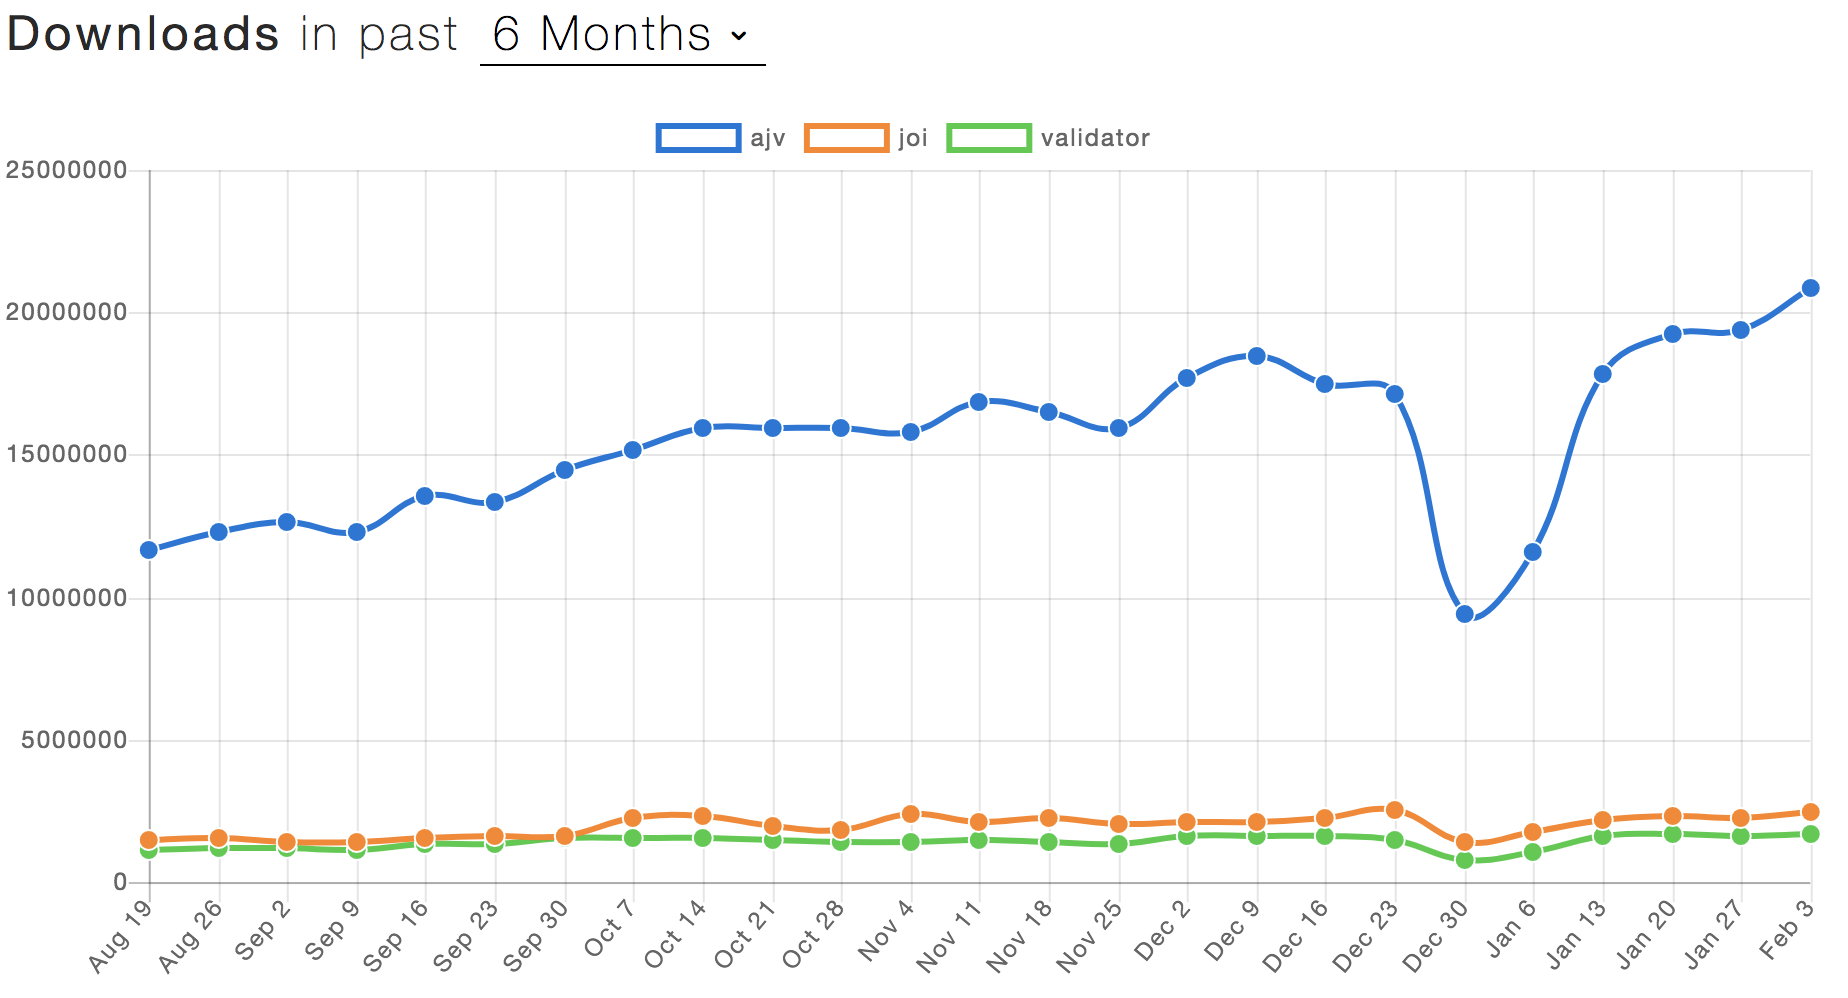 Downloads in past 6 Months
ajv joi validator
25000000
20000000
15000000
10000000
5000000
0
Aug 19 Aug 26 Sep 2 Sep 9 Sep 16 Sep 23 Sep 30 Oct 7 Oct 14 Oct 21 Oct 28 Nov 4 Nov 11 Nov 18 Nov 25 Dec 2 Dec 9 Dec 16 Dec 23 Dec 30 Jan 6 Jan 13 Jan 20 Jan 27 Feb 3